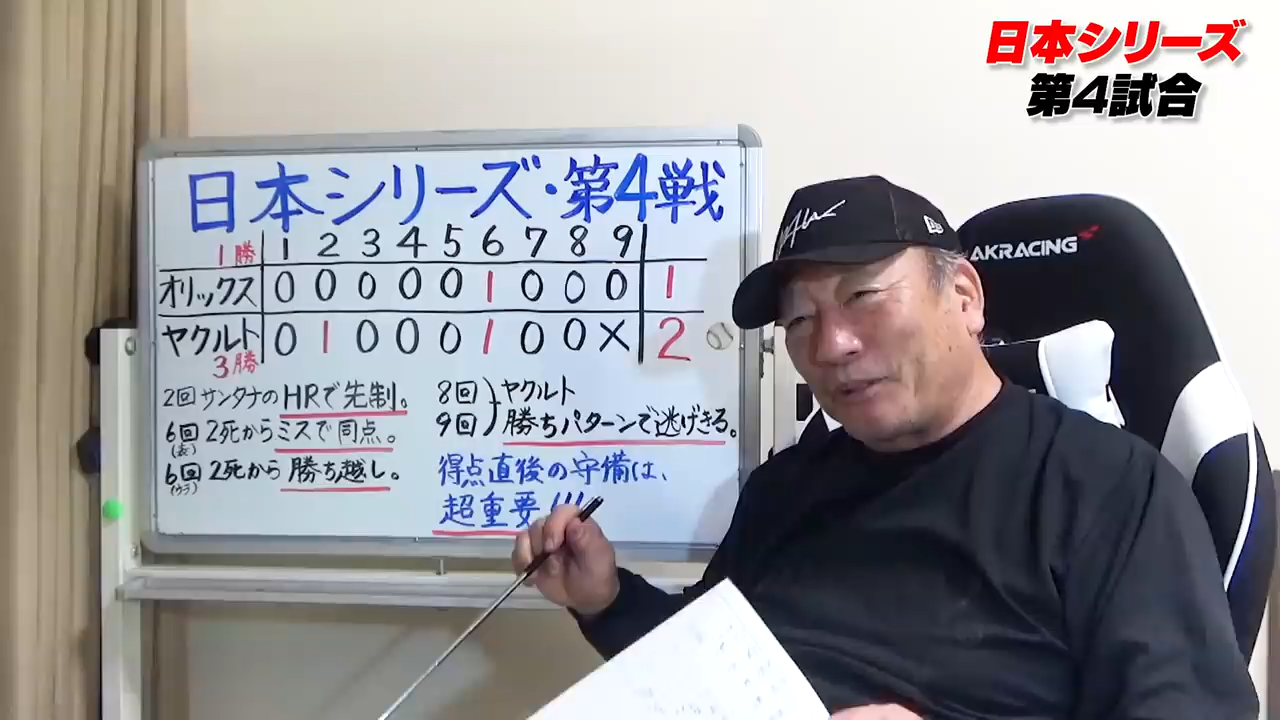 日本シリーズ
第4試合
日本シリーズ・第4戦
1勝 1 2 3 4 5 6 7 8 9
オリックス 0 0 0 0 0 1 0 0 0 1
ヤクルト 0 1 0 0 0 1 0 0 X 2
3勝
2回 サンタナのHRで先制。
6回 2死からミスで同点。
(表)
6回 2死から勝ち越し。
(ウラ)
8回 ヤクルト
9回 勝ちパターンで逃げきる。
得点直後の守備は、
超重要!!!
AKRACING